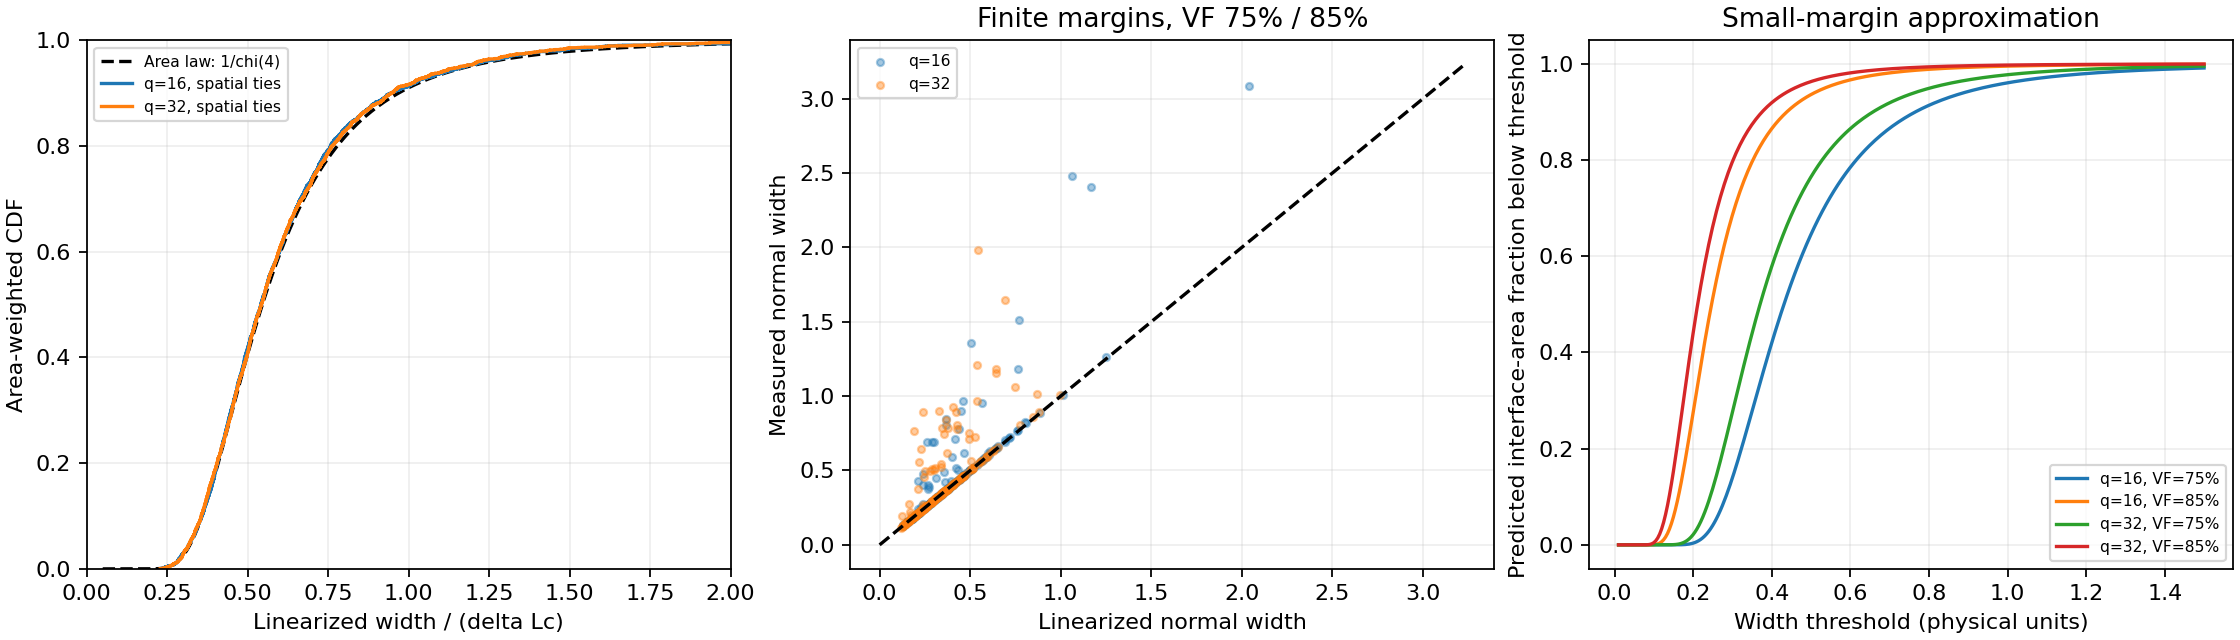 Area-weighted CDF
1.0
0.8
0.6
0.4
0.2
0.0
Area law: 1/chi(4)
q=16, spatial ties
q=32, spatial ties
0.00 0.25 0.50 0.75 1.00 1.25 1.50 1.75 2.00
Linearized width / (delta Lc)
Finite margins, VF 75% / 85%
Measured normal width
3.0
2.5
2.0
1.5
1.0
0.5
0.0
q=16
q=32
0.0 0.5 1.0 1.5 2.0 2.5 3.0
Linearized normal width
Small-margin approximation
Predicted interface-area fraction below threshold
1.0
0.8
0.6
0.4
0.2
0.0
q=16, VF=75%
q=16, VF=85%
q=32, VF=75%
q=32, VF=85%
0.0 0.2 0.4 0.6 0.8 1.0 1.2 1.4
Width threshold (physical units)